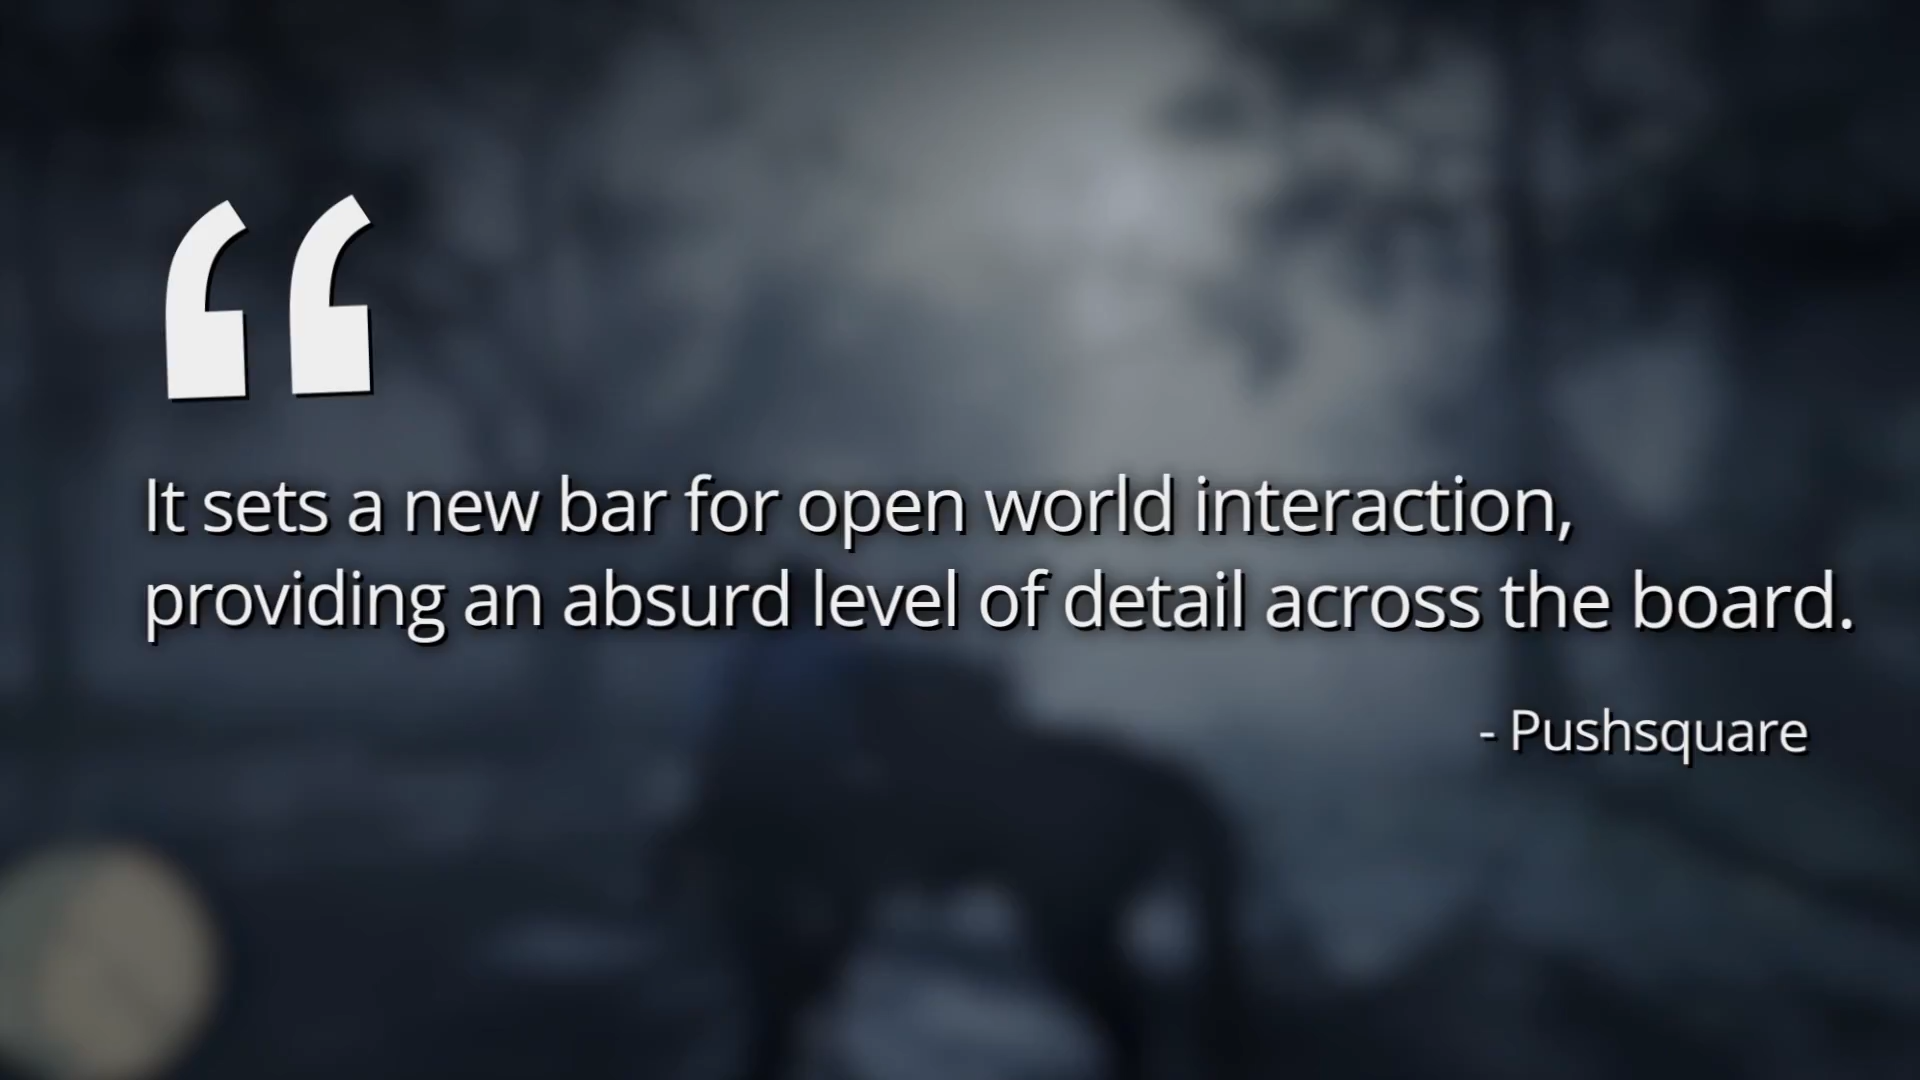 “
It sets a new bar for open world interaction,
providing an absurd level of detail across the board.
- Pushsquare